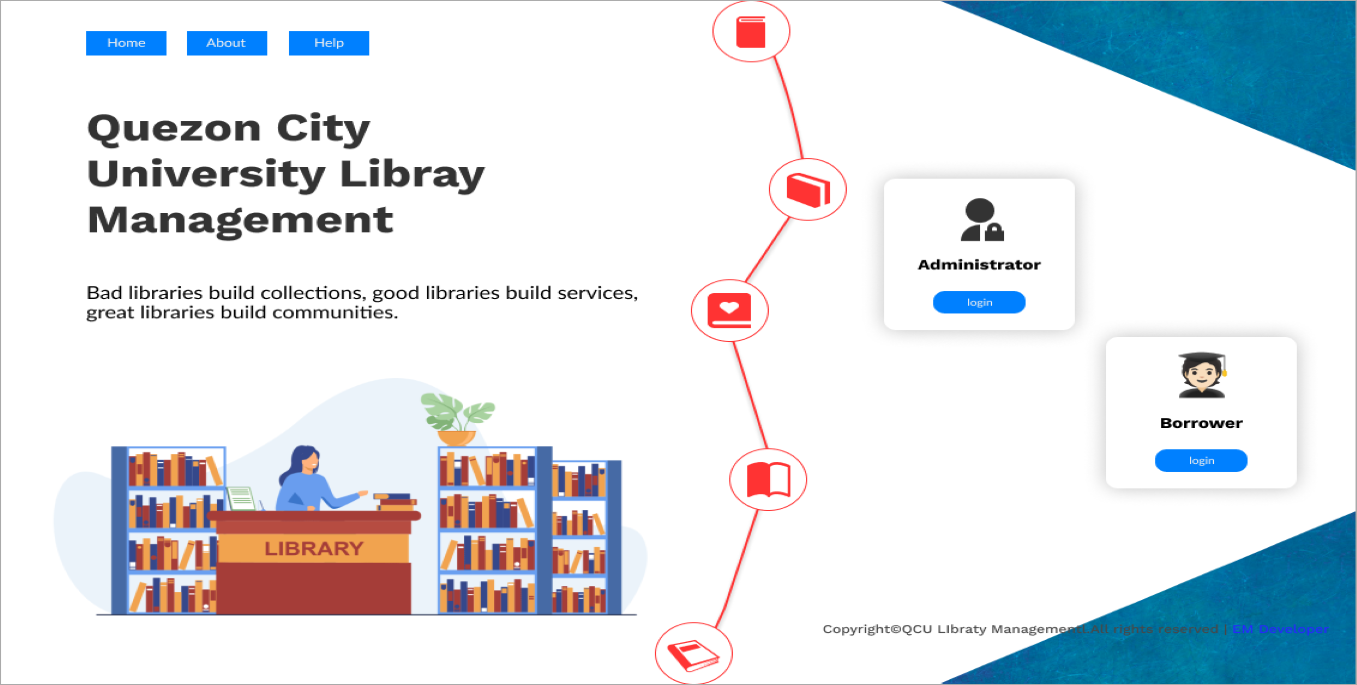 Home About Help
Quezon City
University Libray
Management
Bad libraries build collections, good libraries build services,
great libraries build communities.
LIBRARY
Administrator
login
Borrower
login
Copyright©QCU LIbraty Management| All rights reserved | EM Developer